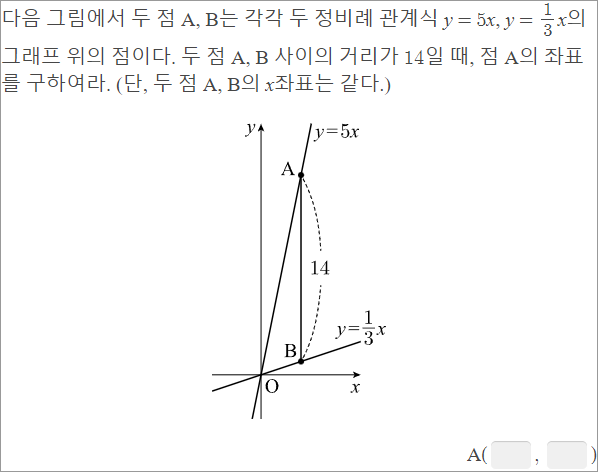 다음 그림에서 두 점 A, B는 각각 두 정비례 관계식 y = 5x, y = 1/3 x의
그래프 위의 점이다. 두 점 A, B 사이의 거리가 14일 때, 점 A의 좌표
를 구하여라. (단, 두 점 A, B의 x좌표는 같다.)
y
y=5x
A
14
y=1/3 x
B
O
x
A( , )